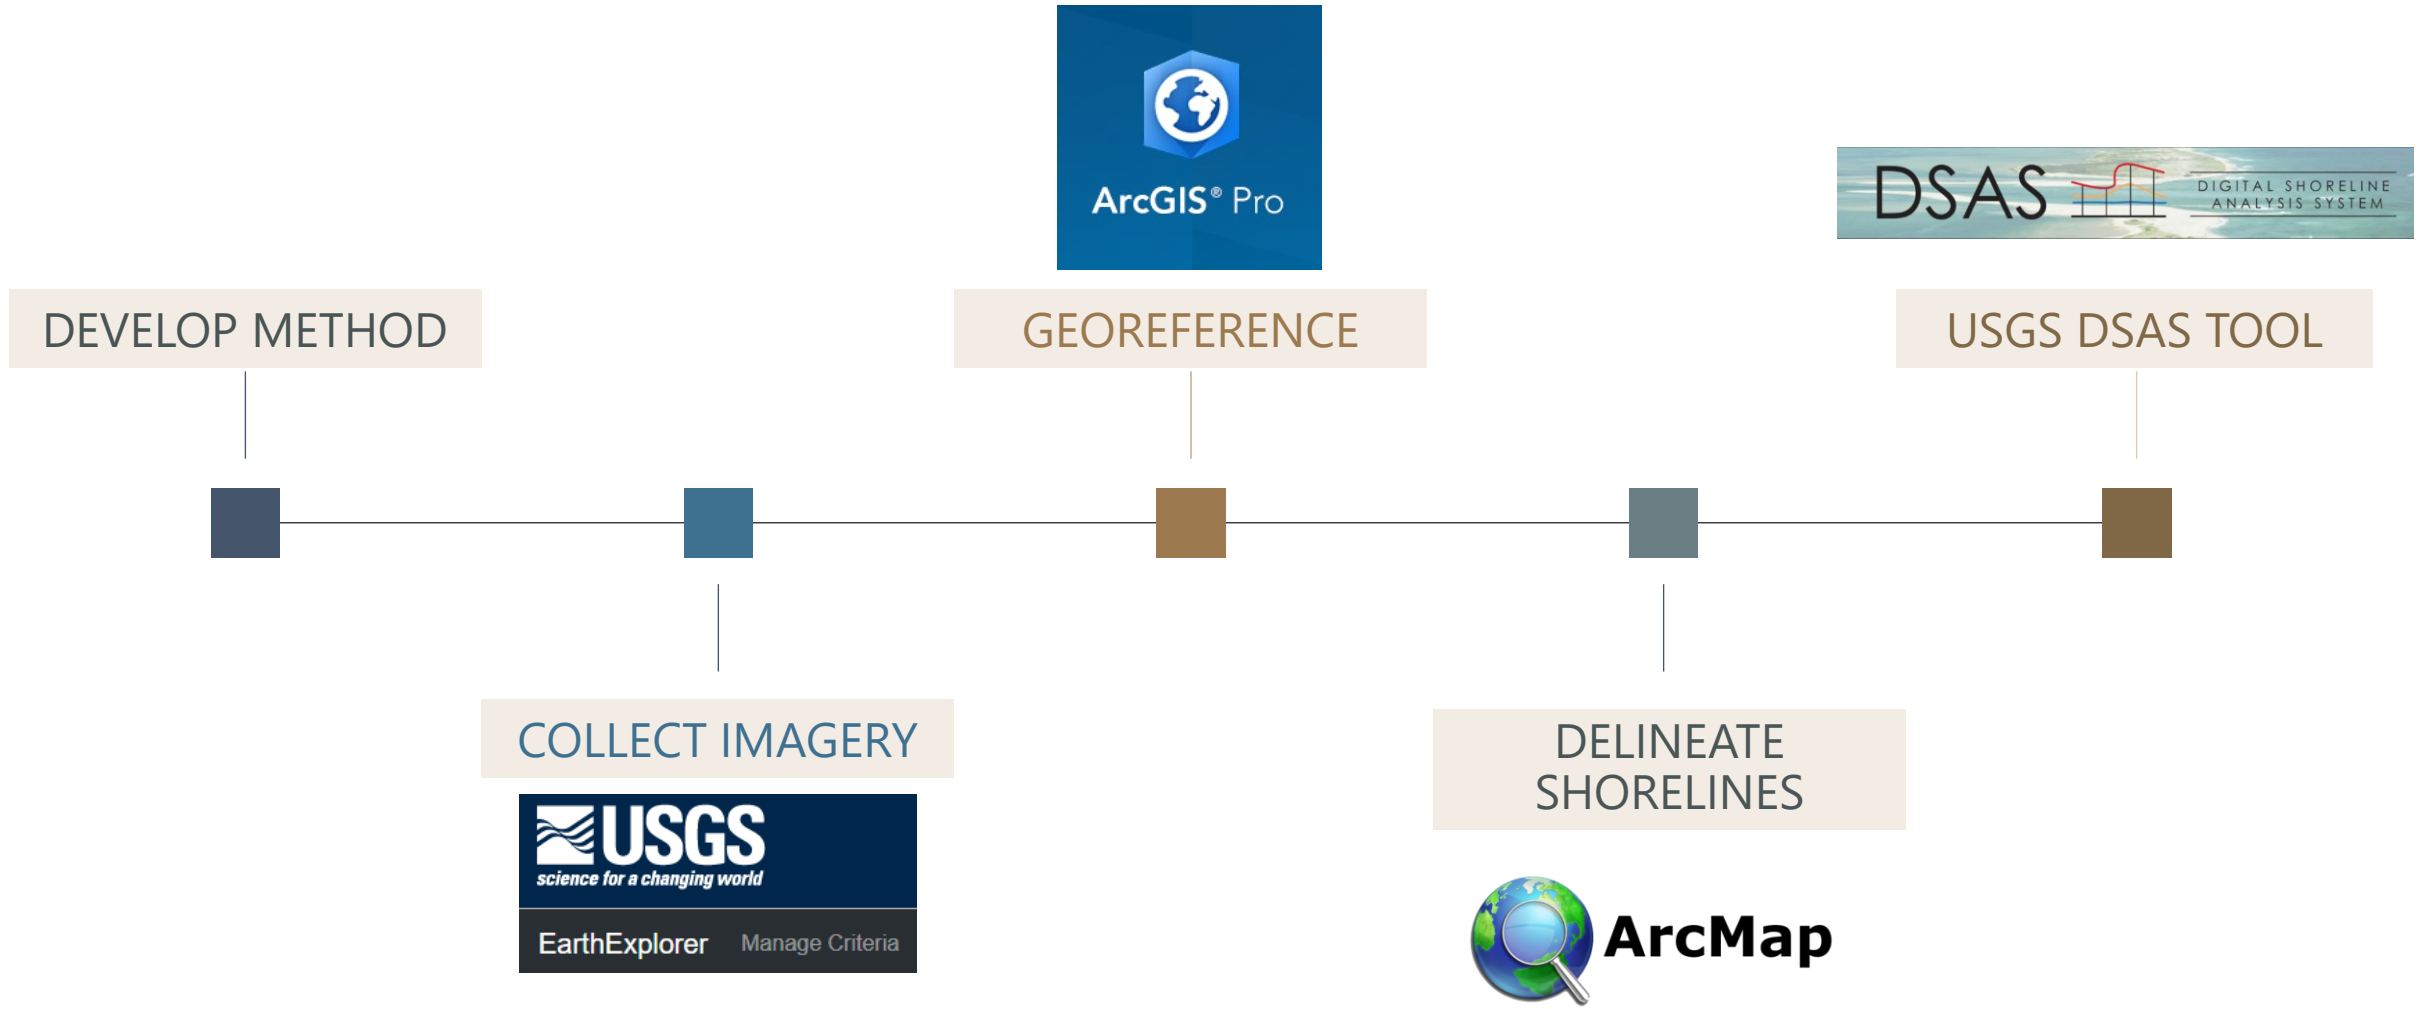 ArcGIS® Pro
DSAS
DIGITAL SHORELINE
ANALYSIS SYSTEM
DEVELOP METHOD
GEOREFERENCE
USGS DSAS TOOL
COLLECT IMAGERY
USGS
science for a changing world
EarthExplorer Manage Criteria
DELINEATE
SHORELINES
ArcMap